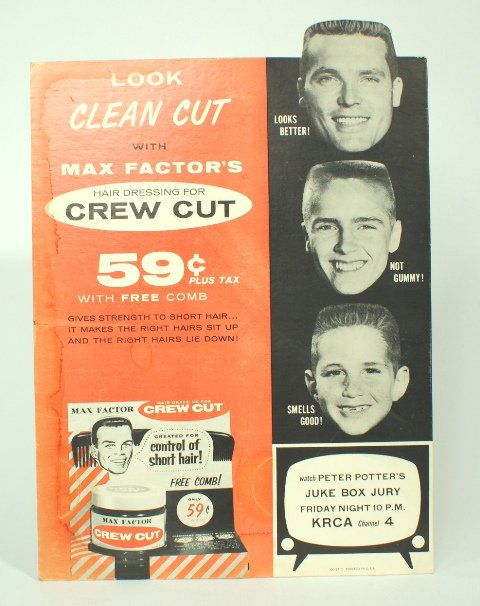 LOOK
CLEAN CUT
WITH
MAX FACTOR'S
HAIR DRESSING FOR
CREW CUT
59¢
PLUS TAX
WITH FREE COMB
GIVES STRENGTH TO SHORT HAIR...
IT MAKES THE RIGHT HAIRS SIT UP
AND THE RIGHT HAIRS LIE DOWN!
HAIR DRESSING FOR
MAX FACTOR CREW CUT
CREATED FOR
control of
short hair!
FREE COMB!
ONLY
59¢
MAX FACTOR
CREW CUT
LOOKS
BETTER!
NOT
GUMMY!
SMELLS
GOOD!
watch PETER POTTER'S
JUKE BOX JURY
FRIDAY NIGHT 10 P.M.
KRCA Channel 4